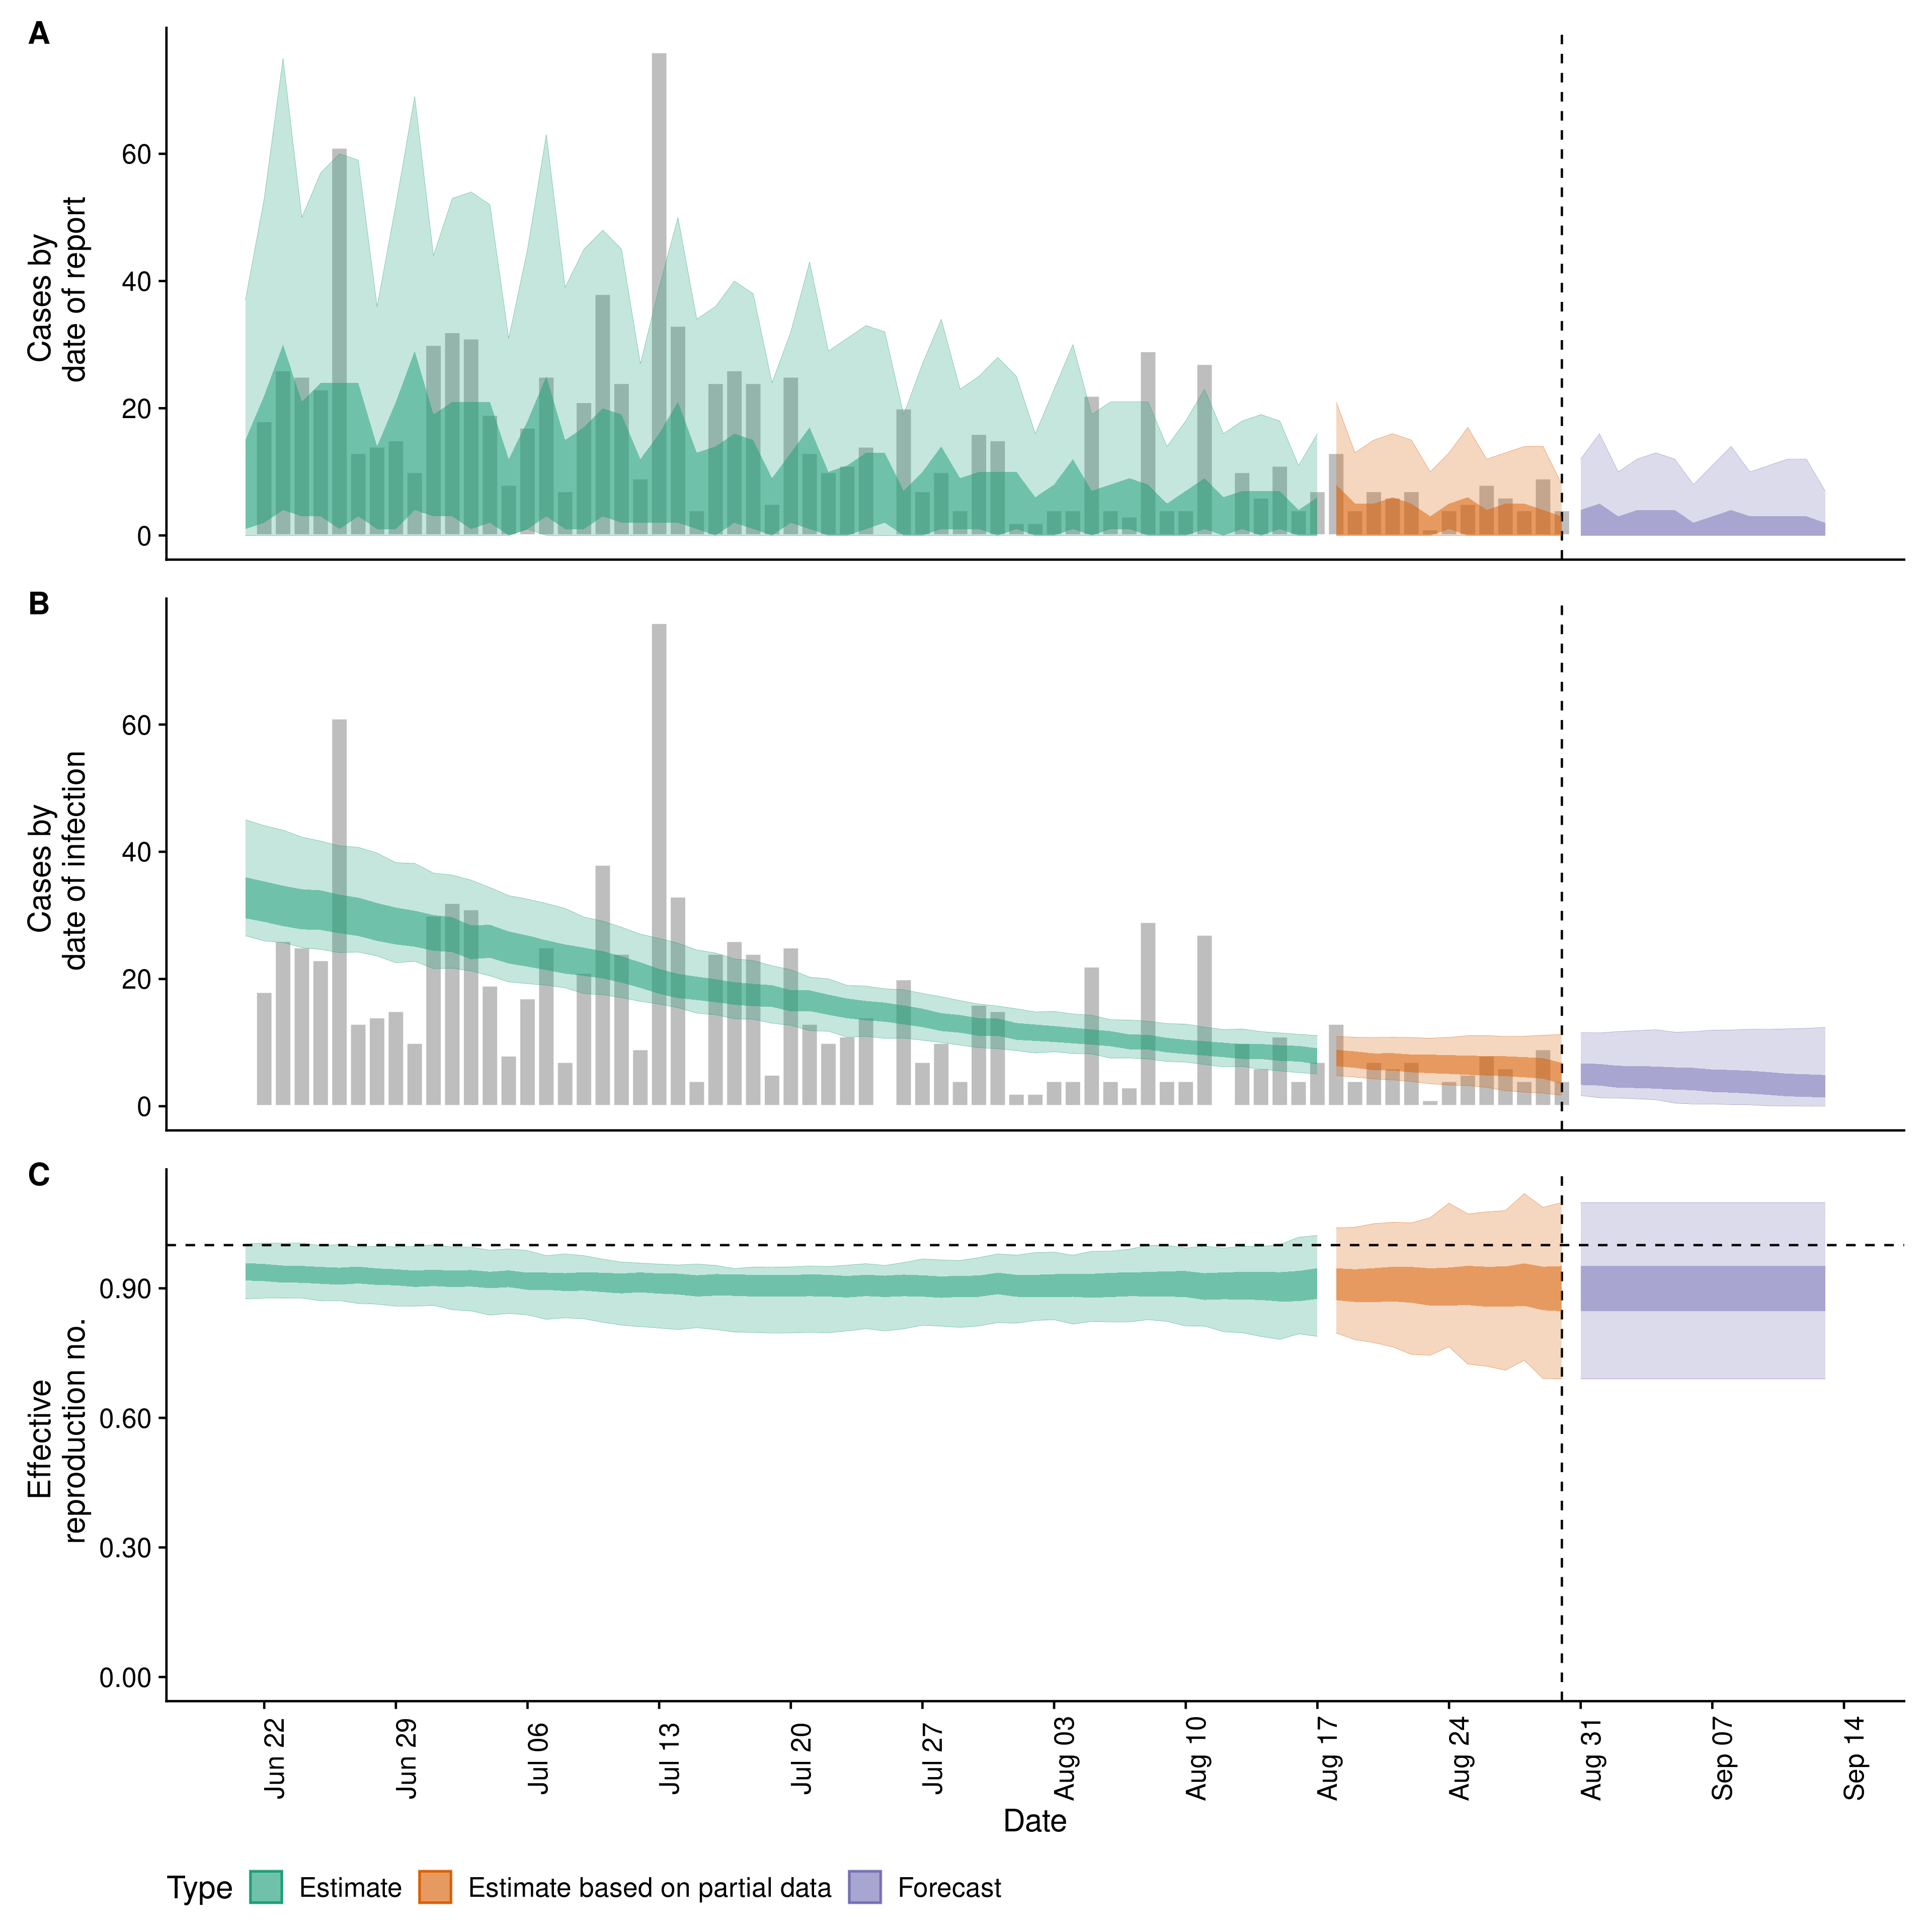 A
Cases by
date of report
60
40
20
0
B
Cases by
date of infection
60
40
20
0
C
Effective
reproduction no.
0.90
0.60
0.30
0.00
Jun 22
Jun 29
Jul 06
Jul 13
Jul 20
Jul 27
Aug 03
Aug 10
Aug 17
Aug 24
Aug 31
Sep 07
Sep 14
Date
Type Estimate Estimate based on partial data Forecast